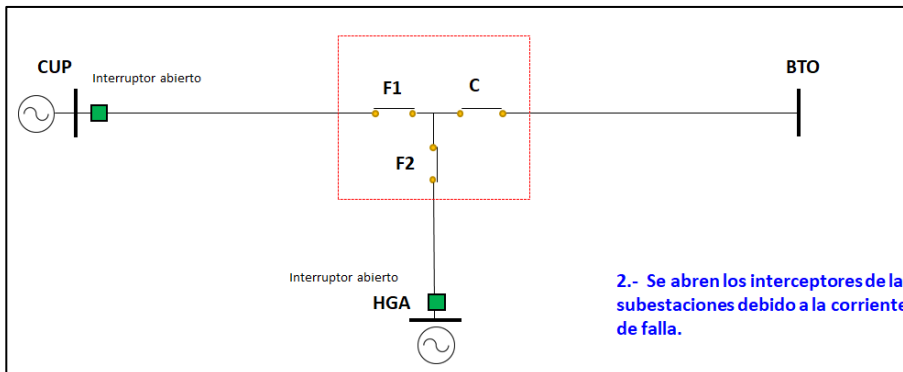 CUP
Interruptor abierto
F1
C
BTO
F2
Interruptor abierto
HGA
2.- Se abren los interceptores de la
subestaciones debido a la corriente
de falla.